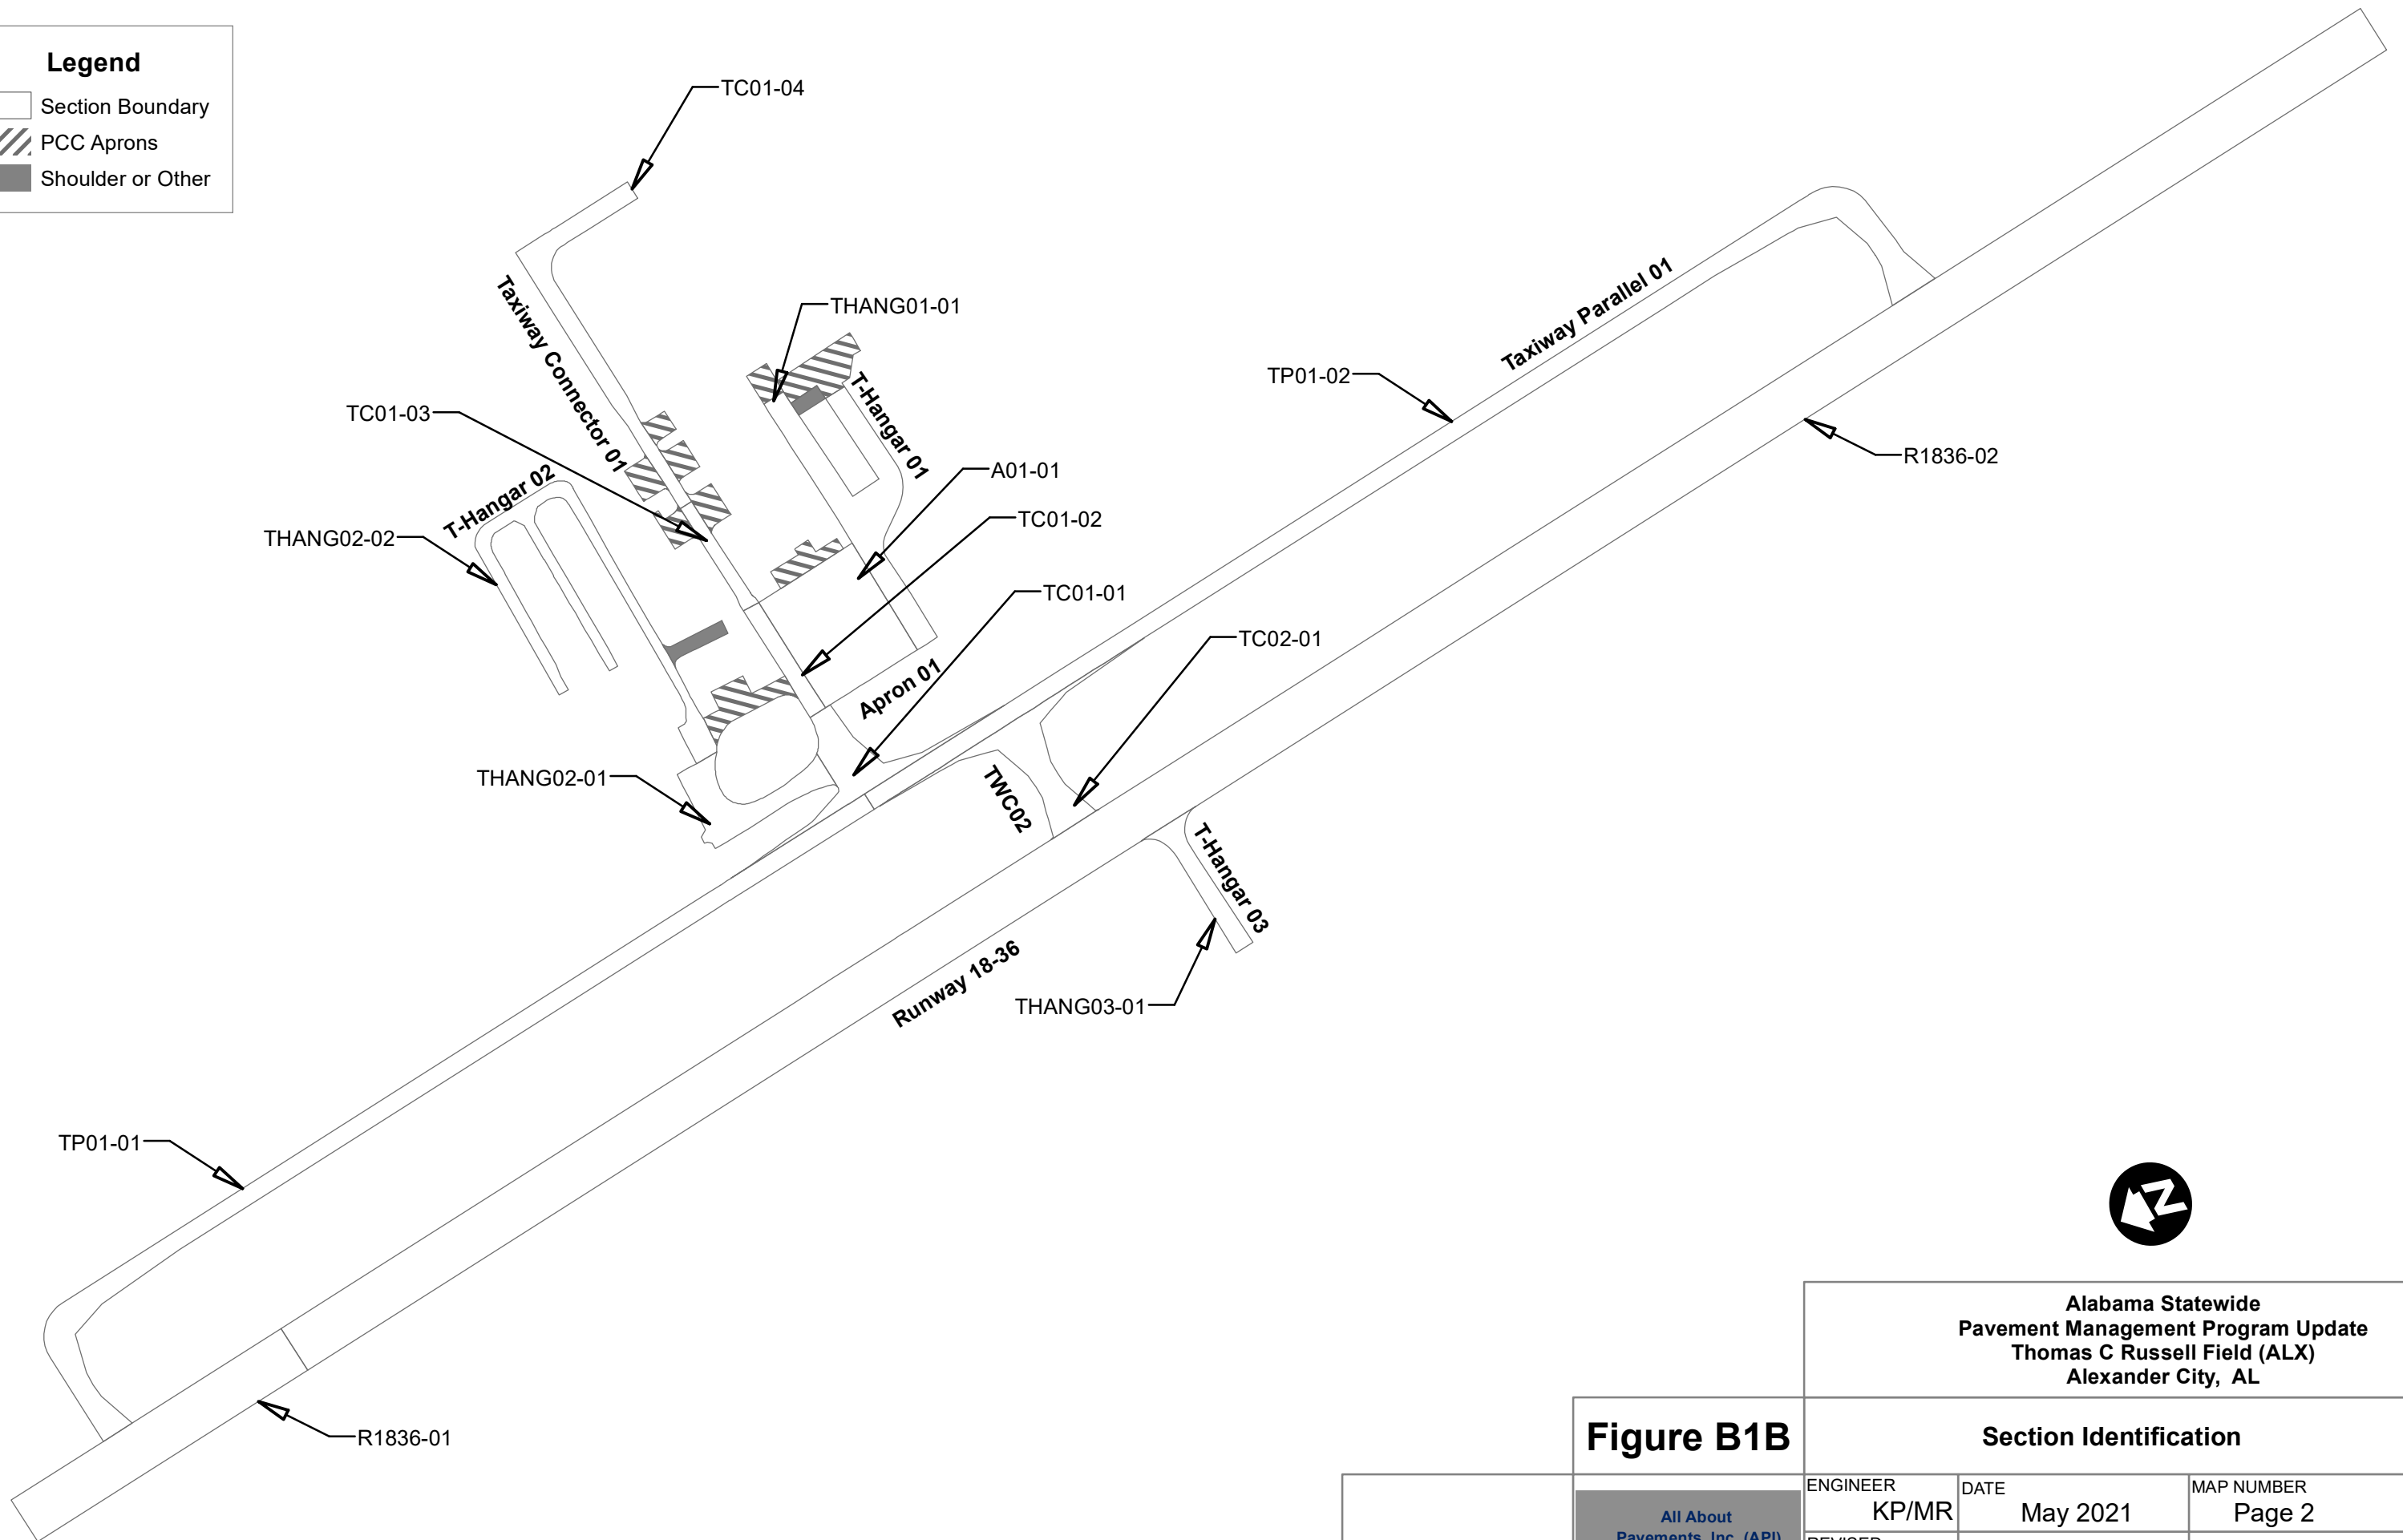 Legend
Section Boundary
PCC Aprons
Shoulder or Other
TC01-04
Taxiway Connector 01
THANG01-01
Taxiway Parallel 01
TP01-02
TC01-03
T-Hangar 01
R1836-02
A01-01
T-Hangar 02
TC01-02
THANG02-02
TC01-01
TC02-01
Apron 01
THANG02-01
TWC02
T-Hangar 03
Runway 18-36
THANG03-01
TP01-01
N
R1836-01
Alabama Statewide
Pavement Management Program Update
Thomas C Russell Field (ALX)
Alexander City, AL
Figure B1B
Section Identification
ENGINEER
KP/MR
DATE
May 2021
MAP NUMBER
Page 2
All About
Pavements, Inc. (API)
REVISED